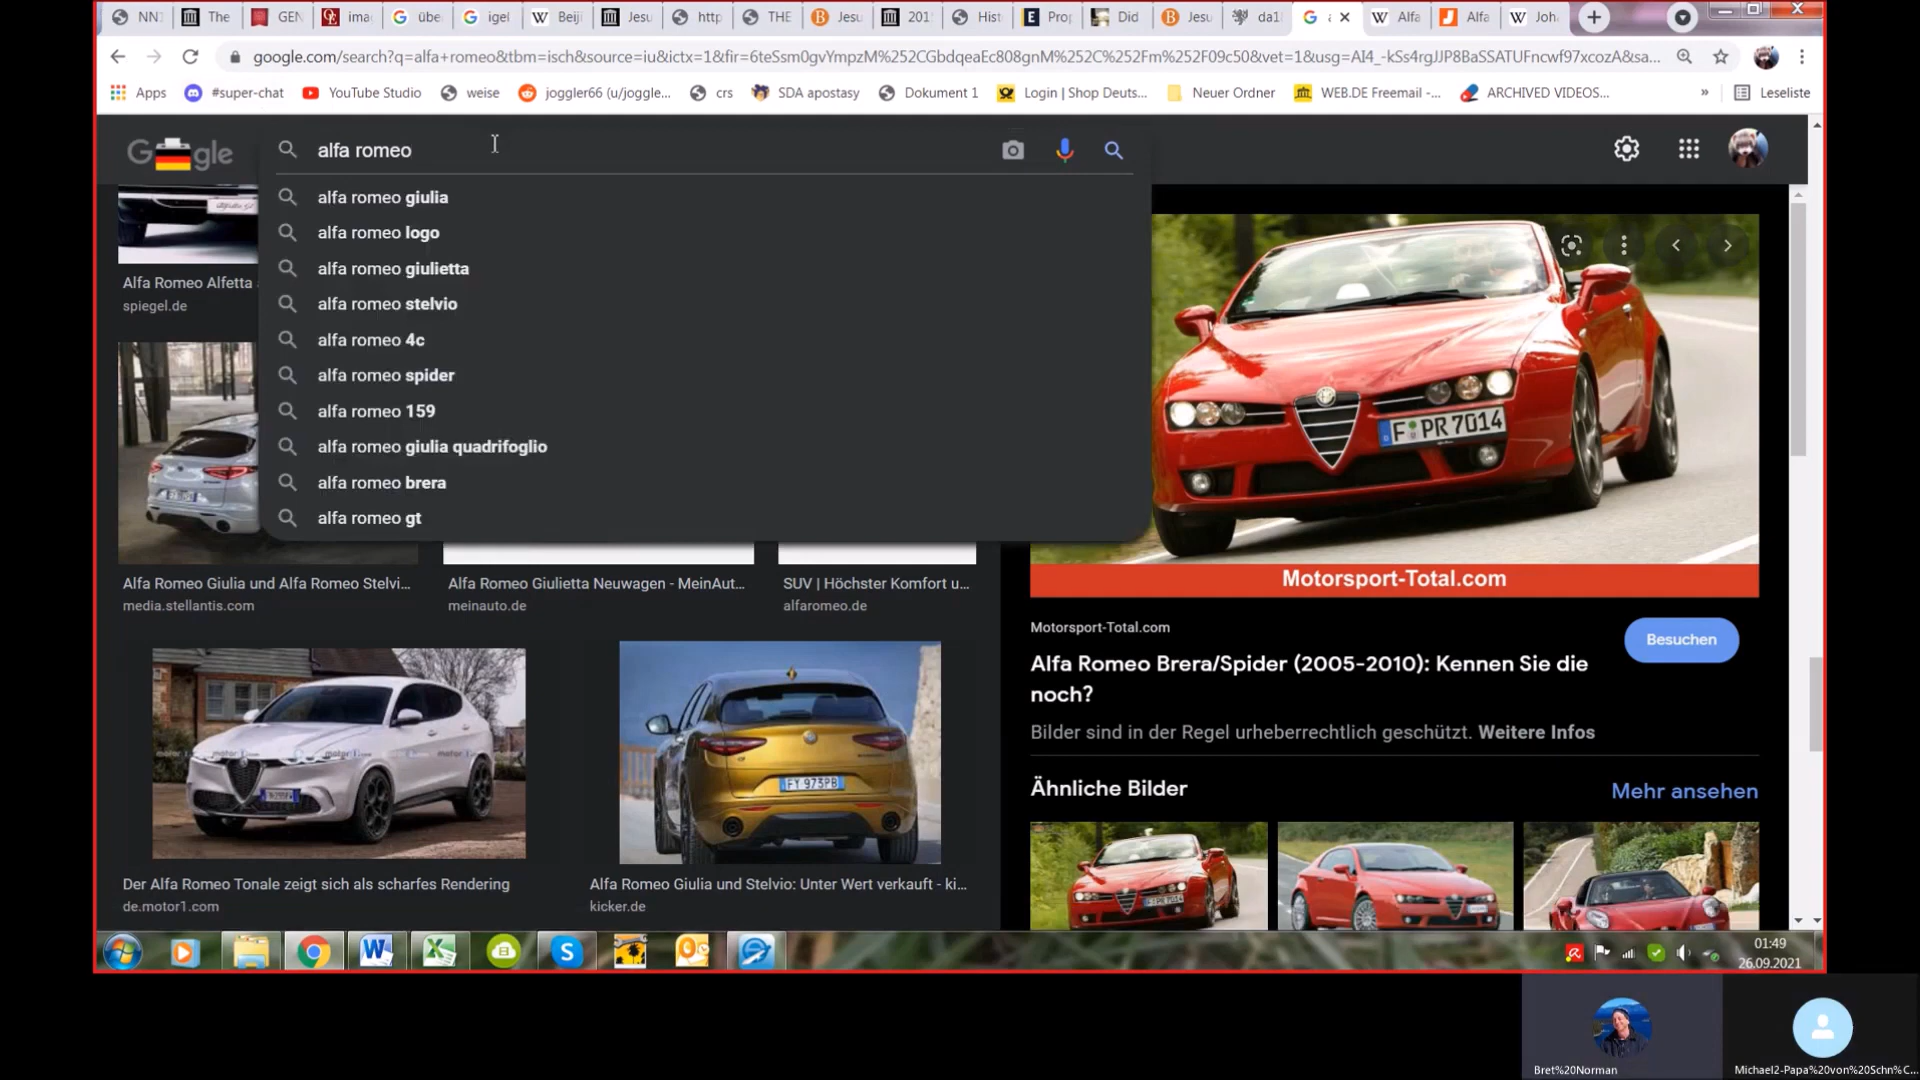 NN
The
GEN
ima
übe
igel
Beij
Jesu
http
THE
Jesu
201
Hist
Pro
Did
Jesu
da1
a
Alfa
Alfa
Joh
google.com/search?q=alfa+romeo&tbm=isch&source=iu&ictx=1&fir=6teSsm0gvYmpzM%252CGbdqeaEc808gnM%252C%252Fm%252F09c50&vet=1&usg=AI4_-kSs4rgJJP8BaSSATUFncwf97xcozA&sa...
Apps
#super-chat
YouTube Studio
weise
joggler66 (u/joggle...
crs
SDA apostasy
Dokument 1
Login | Shop Deuts...
Neuer Ordner
WEB.DE Freemail -...
ARCHIVED VIDEOS...
»
Leseliste
Google
alfa romeo
alfa romeo giulia
alfa romeo logo
alfa romeo giulietta
alfa romeo stelvio
alfa romeo 4c
alfa romeo spider
alfa romeo 159
alfa romeo giulia quadrifoglio
alfa romeo brera
alfa romeo gt
Alfa Romeo Alfetta
spiegel.de
Alfa Romeo Giulia und Alfa Romeo Stelvi...
media.stellantis.com
Alfa Romeo Giulietta Neuwagen - MeinAut...
meinauto.de
SUV | Höchster Komfort u...
alfaromeo.de
FY 973PB
Der Alfa Romeo Tonale zeigt sich als scharfes Rendering
de.motor1.com
Alfa Romeo Giulia und Stelvio: Unter Wert verkauft - ki...
kicker.de
F PR 7014
Motorsport-Total.com
Motorsport-Total.com
Besuchen
Alfa Romeo Brera/Spider (2005-2010): Kennen Sie die
noch?
Bilder sind in der Regel urheberrechtlich geschützt. Weitere Infos
Ähnliche Bilder
Mehr ansehen
01:49
26.09.2021
Bret%20Norman
Michael2-Papa%20von%20Schn%C...